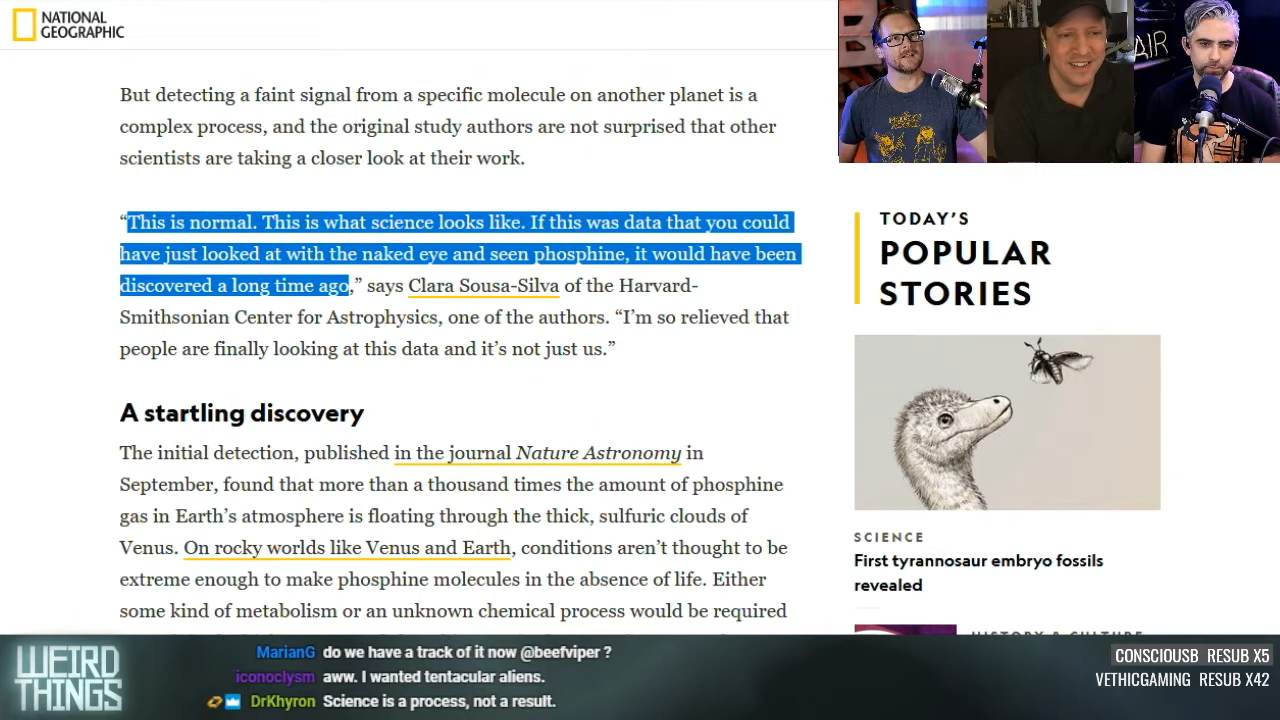 NATIONAL
GEOGRAPHIC
But detecting a faint signal from a specific molecule on another planet is a
complex process, and the original study authors are not surprised that other
scientists are taking a closer look at their work.
“This is normal. This is what science looks like. If this was data that you could
have just looked at with the naked eye and seen phosphine, it would have been
discovered a long time ago,” says Clara Sousa-Silva of the Harvard-
Smithsonian Center for Astrophysics, one of the authors. “I’m so relieved that
people are finally looking at this data and it’s not just us.”
A startling discovery
The initial detection, published in the journal Nature Astronomy in
September, found that more than a thousand times the amount of phosphine
gas in Earth’s atmosphere is floating through the thick, sulfuric clouds of
Venus. On rocky worlds like Venus and Earth, conditions aren’t thought to be
extreme enough to make phosphine molecules in the absence of life. Either
some kind of metabolism or an unknown chemical process would be required
AIR
TODAY’S
POPULAR
STORIES
SCIENCE
First tyrannosaur embryo fossils
revealed
HISTORY & CULTURE
WEIRD
THINGS
MarianG do we have a track of it now @beefviper ?
iconoclysm aww. I wanted tentacular aliens.
DrKhyron Science is a process, not a result.
CONSCIOUSB RESUB X5
VETHICGAMING RESUB X42